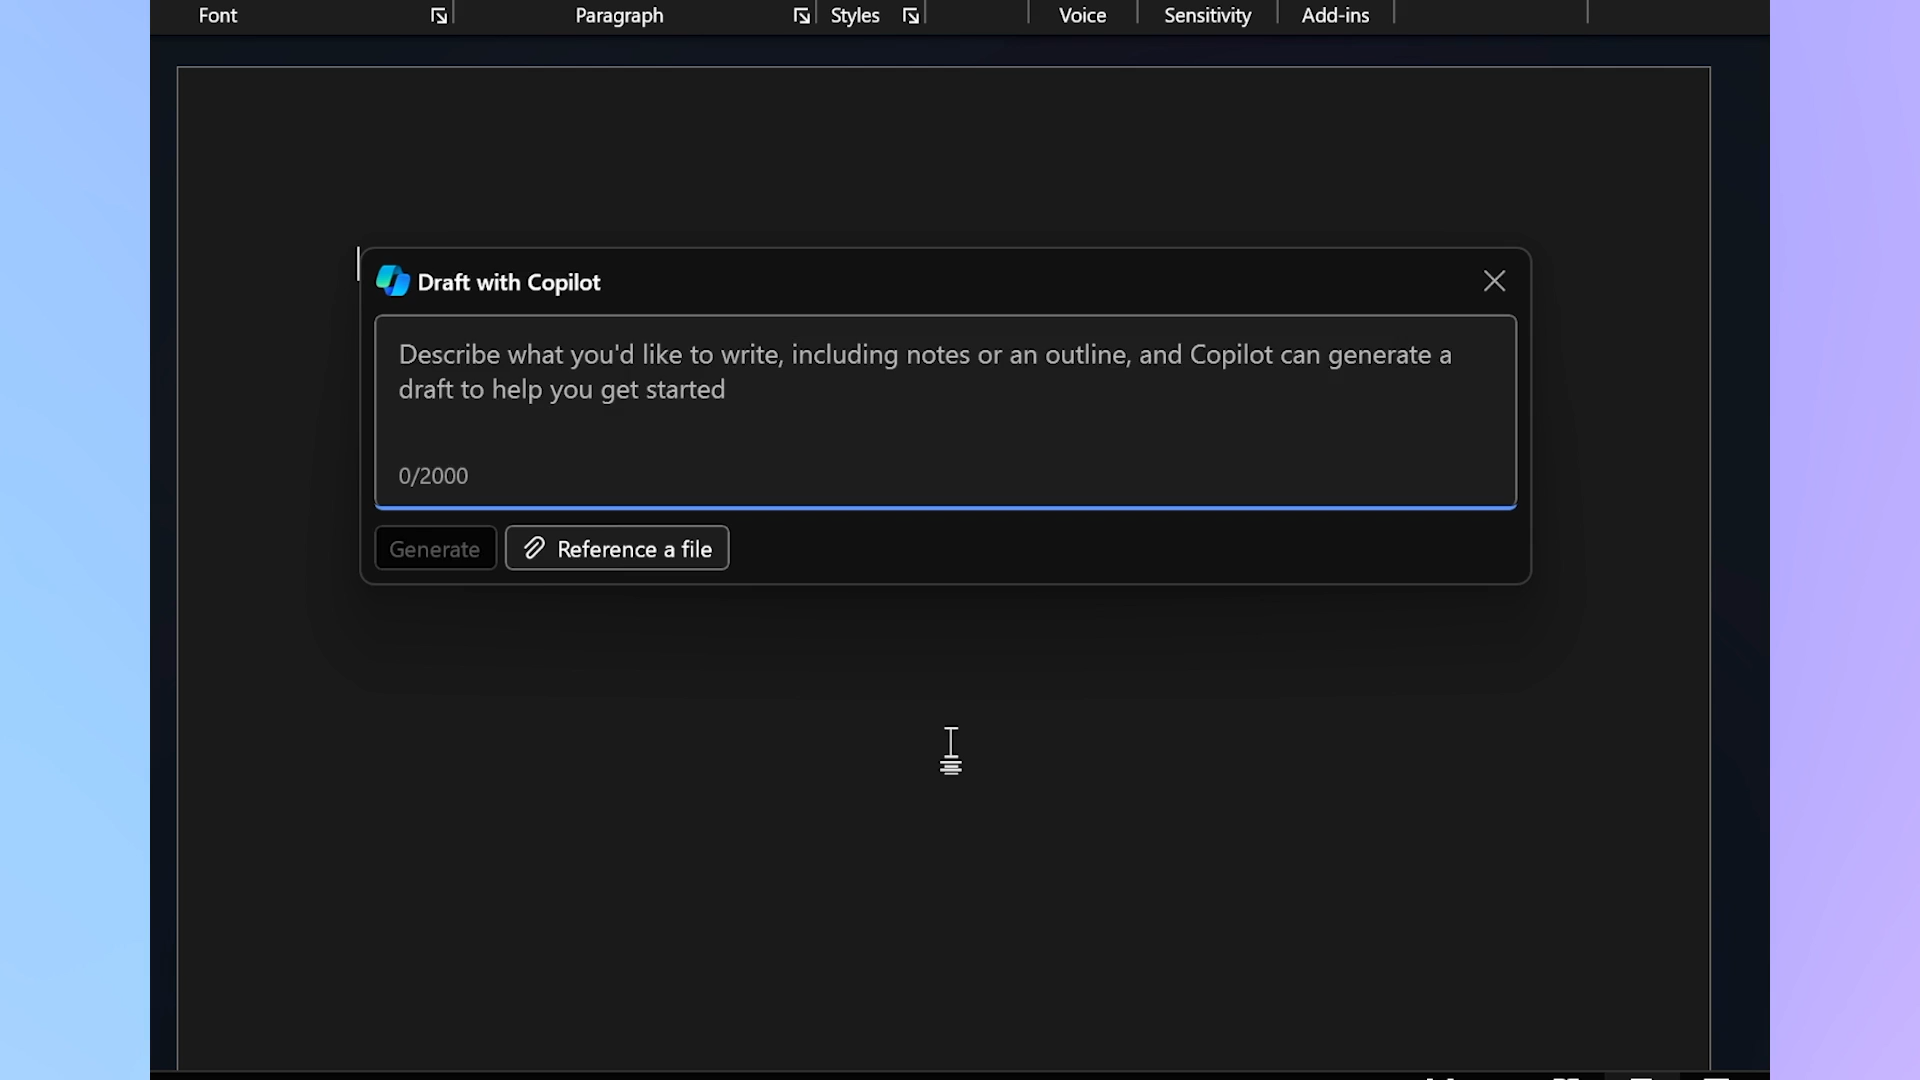 Font Paragraph Styles Voice Sensitivity Add-ins
Draft with Copilot
Describe what you'd like to write, including notes or an outline, and Copilot can generate a
draft to help you get started
0/2000
Generate Reference a file